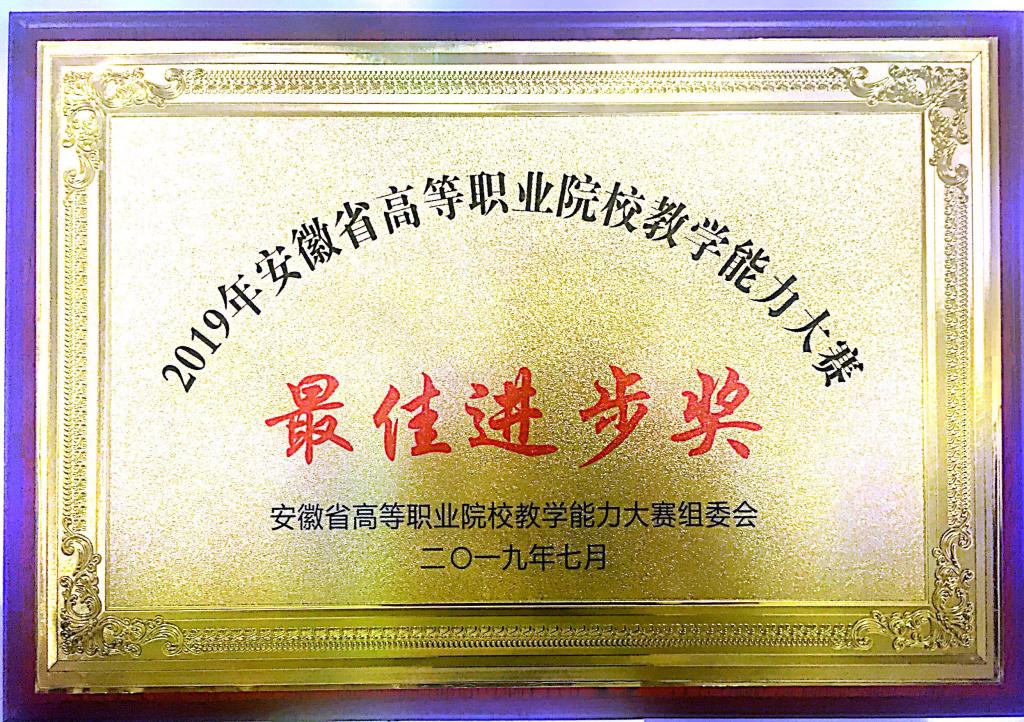 2019年安徽省高等职业院校教学能力大赛
最佳进步奖
安徽省高等职业院校教学能力大赛组委会
二〇一九年七月